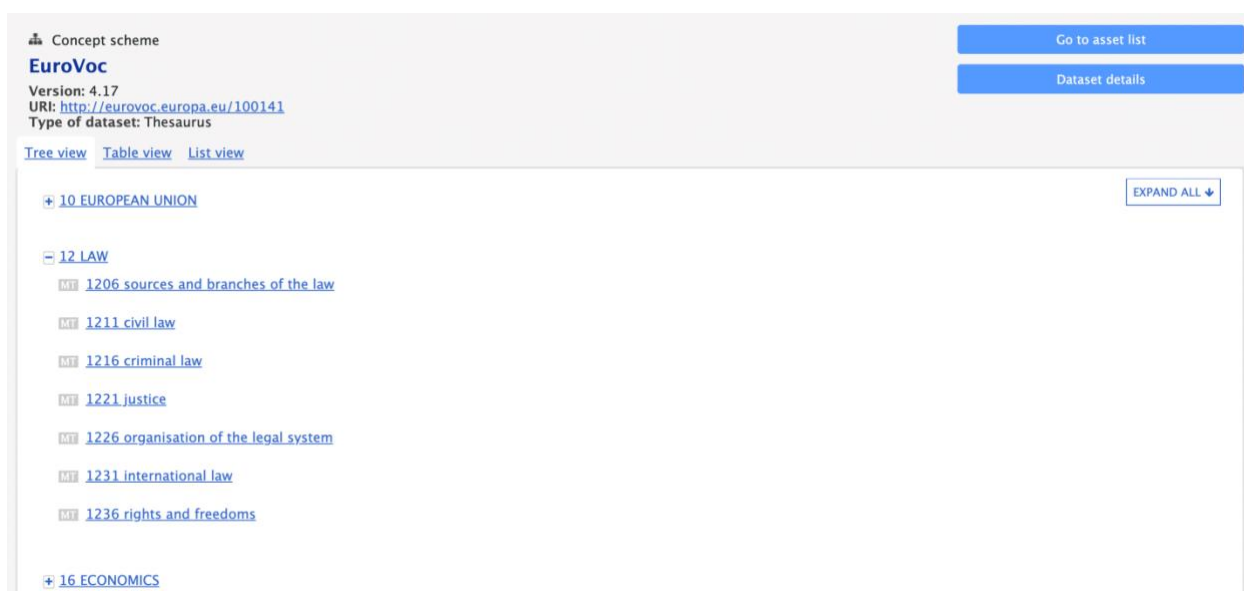 Concept scheme
Go to asset list
EuroVoc
Dataset details
Version: 4.17
URI: http://eurovoc.europa.eu/100141
Type of dataset: Thesaurus
Tree view Table view List view
10 EUROPEAN UNION
EXPAND ALL
12 LAW
MT 1206 sources and branches of the law
MT 1211 civil law
MT 1216 criminal law
MT 1221 justice
MT 1226 organisation of the legal system
MT 1231 international law
MT 1236 rights and freedoms
16 ECONOMICS